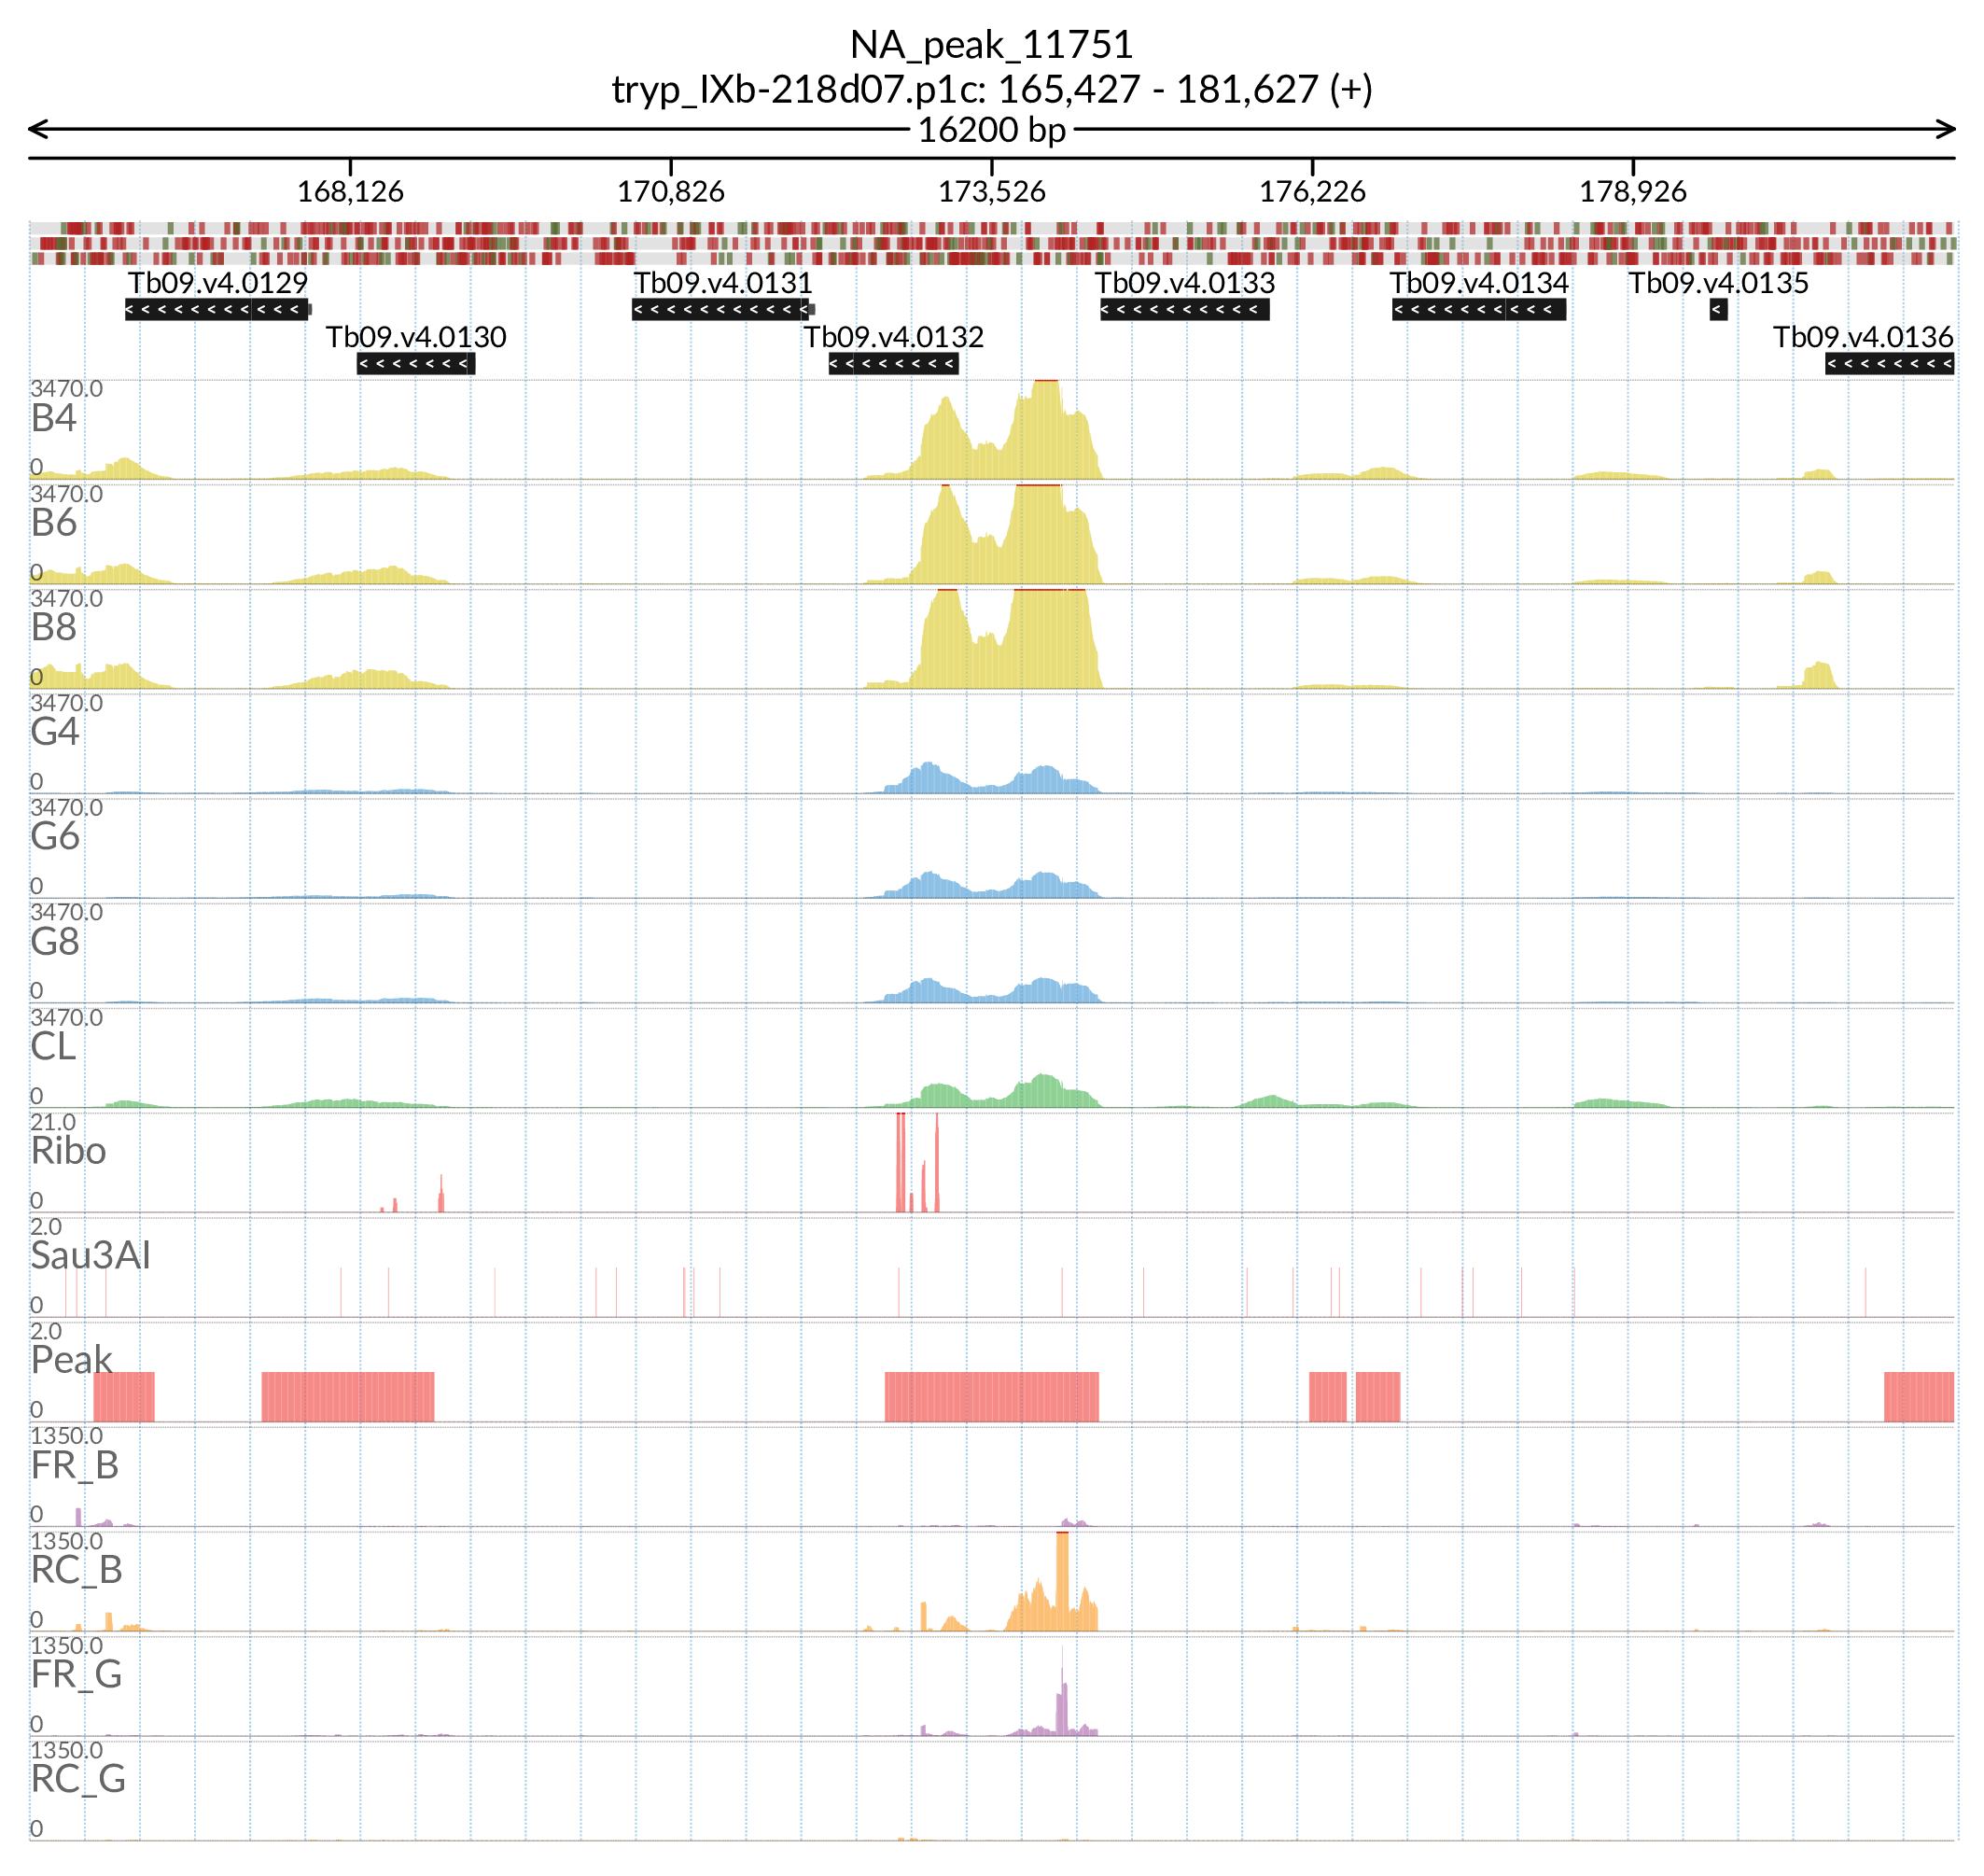 NA_peak_11751
tryp_IXb-218d07.p1c: 165,427 - 181,627 (+)
16200 bp
168,126 170,826 173,526 176,226 178,926
Tb09.v4.0129 Tb09.v4.0131 Tb09.v4.0133 Tb09.v4.0134 Tb09.v4.0135
Tb09.v4.0130 Tb09.v4.0132 Tb09.v4.0136
3470.0
B4
0
3470.0
B6
0
3470.0
B8
0
3470.0
G4
0
3470.0
G6
0
3470.0
G8
0
3470.0
CL
0
21.0
Ribo
0
2.0
Sau3AI
0
2.0
Peak
0
1350.0
FR_B
0
1350.0
RC_B
0
1350.0
FR_G
0
1350.0
RC_G
0